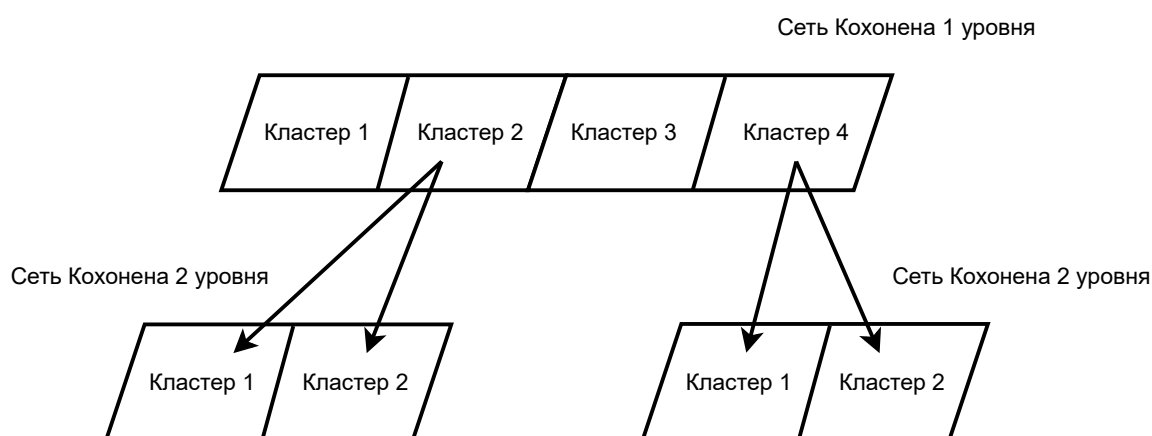 Сеть Кохонена 1 уровня
Кластер 1 Кластер 2 Кластер 3 Кластер 4
Сеть Кохонена 2 уровня Сеть Кохонена 2 уровня
Кластер 1 Кластер 2 Кластер 1 Кластер 2